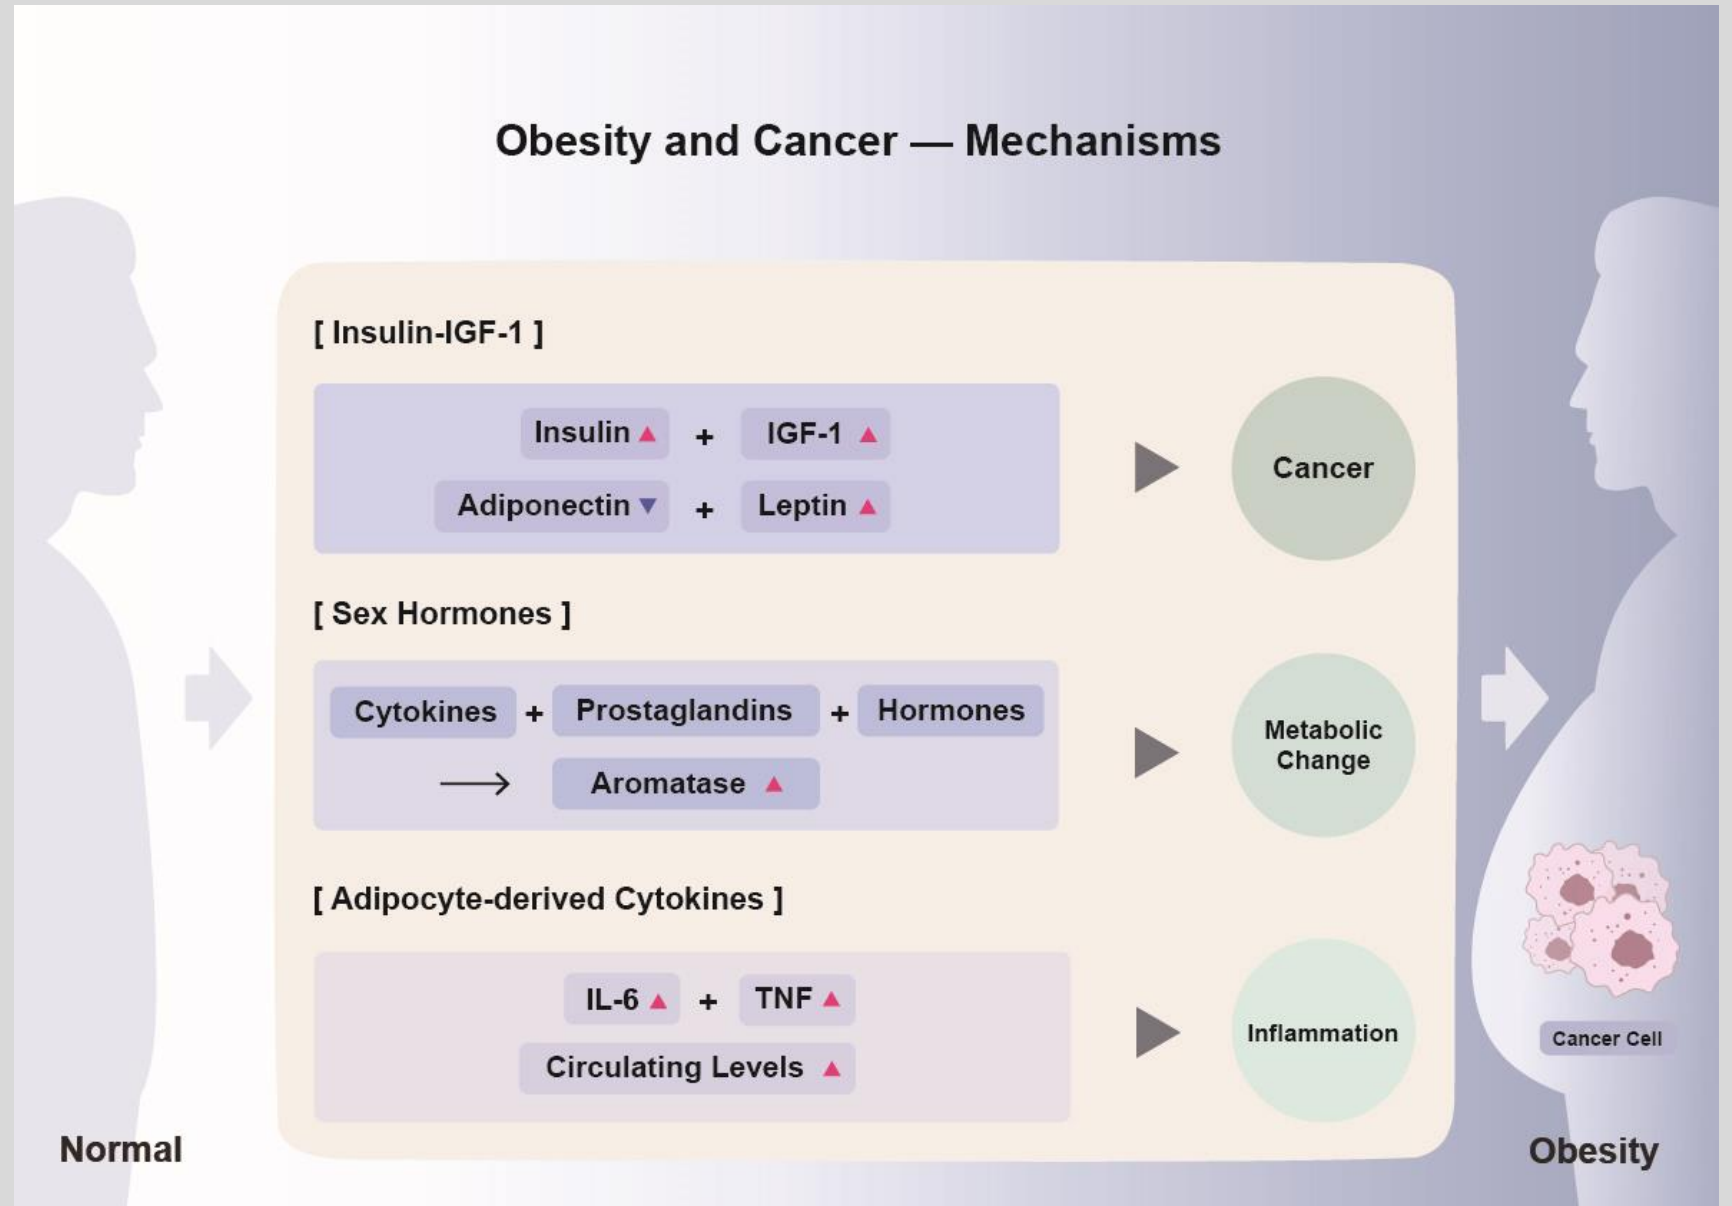 Obesity and Cancer — Mechanisms
[ Insulin-IGF-1 ]
Insulin ▲ + IGF-1 ▲
Adiponectin ▼ + Leptin ▲
Cancer
[ Sex Hormones ]
Cytokines + Prostaglandins + Hormones
→ Aromatase ▲
Metabolic
Change
[ Adipocyte-derived Cytokines ]
IL-6 ▲ + TNF ▲
Circulating Levels ▲
Inflammation
Cancer Cell
Normal
Obesity